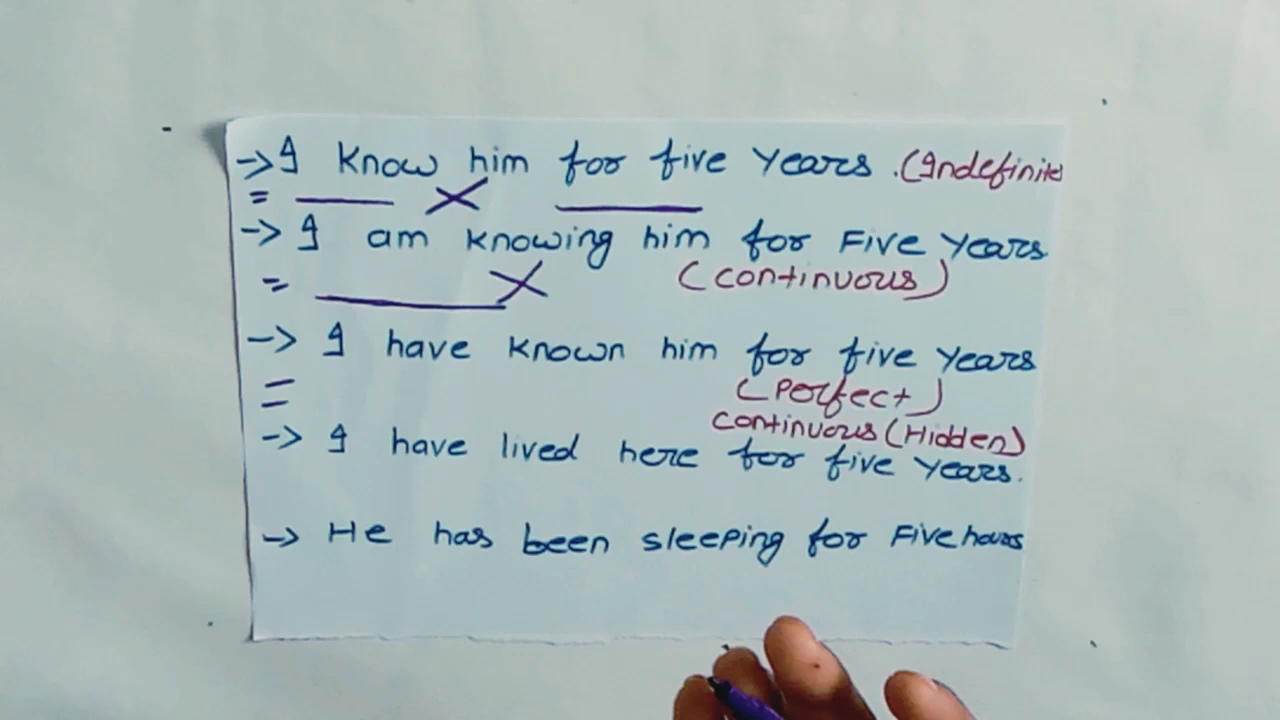 -> I know him for five years. (Indefinite)
= X
-> I am knowing him for Five years
= X (continuous)
-> I have known him for five years
= (Perfect)
continuous (Hidden)
-> I have lived here for five years.
-> He has been sleeping for Five hours